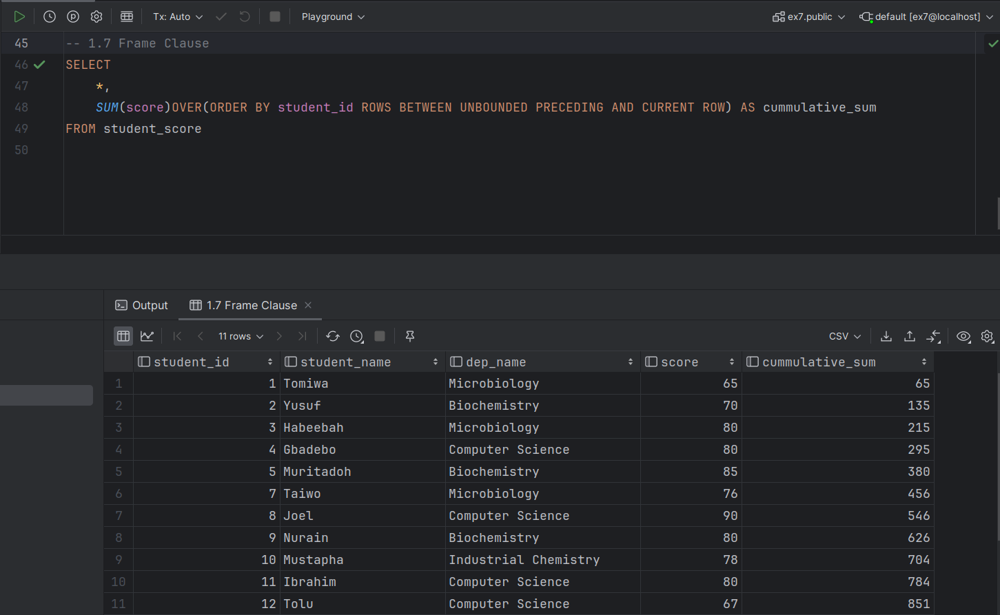 Tx: Auto Playground ex7.public default [ex7@localhost]
45 -- 1.7 Frame Clause
46 SELECT
47 *,
48 SUM(score)OVER(ORDER BY student_id ROWS BETWEEN UNBOUNDED PRECEDING AND CURRENT ROW) AS cummulative_sum
49 FROM student_score
50
Output 1.7 Frame Clause
11 rows CSV
student_id student_name dep_name score cummulative_sum
1 1 Tomiwa Microbiology 65 65
2 2 Yusuf Biochemistry 70 135
3 3 Habeebah Microbiology 80 215
4 4 Gbadebo Computer Science 80 295
5 5 Muritadoh Biochemistry 85 380
6 7 Taiwo Microbiology 76 456
7 8 Joel Computer Science 90 546
8 9 Nurain Biochemistry 80 626
9 10 Mustapha Industrial Chemistry 78 704
10 11 Ibrahim Computer Science 80 784
11 12 Tolu Computer Science 67 851